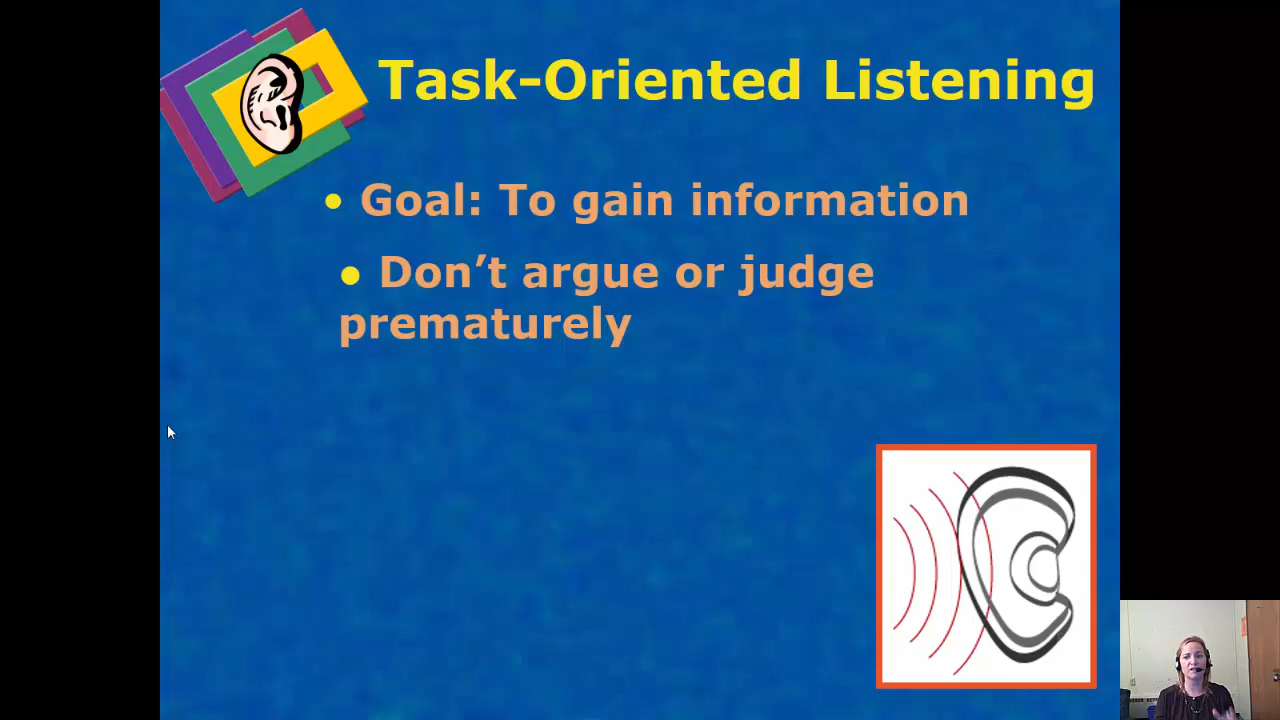 Task-Oriented Listening
• Goal: To gain information
• Don’t argue or judge
prematurely